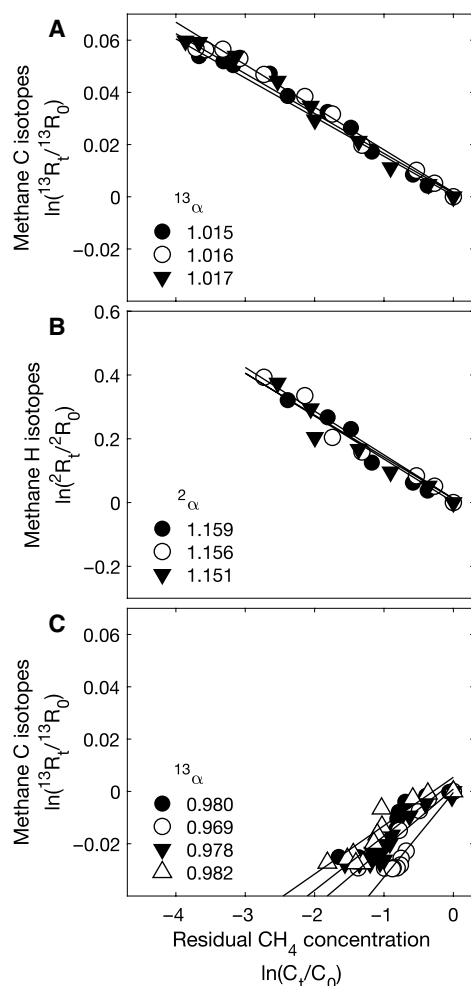 A
Methane C isotopes
ln(¹³Rₜ/¹³R₀)
0.06
0.04
0.02
0
−0.02
¹³α
1.015
1.016
1.017
B
Methane H isotopes
ln(²Rₜ/²R₀)
0.6
0.4
0.2
0
−0.2
²α
1.159
1.156
1.151
C
Methane C isotopes
ln(¹³Rₜ/¹³R₀)
0.06
0.04
0.02
0
−0.02
¹³α
0.980
0.969
0.978
0.982
−4 −3 −2 −1 0
Residual CH₄ concentration
ln(Cₜ/C₀)